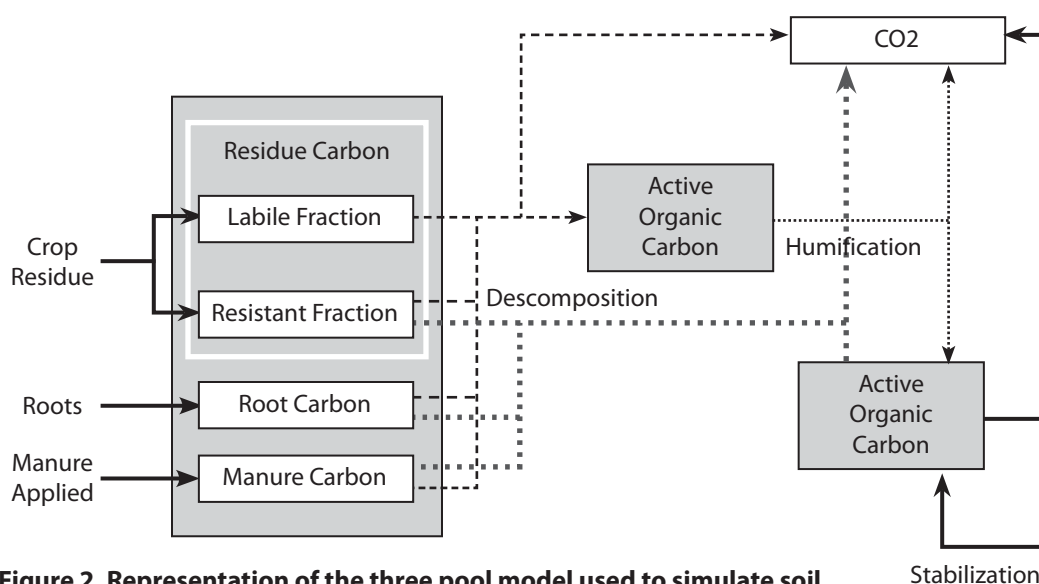 CO2
Residue Carbon
Labile Fraction
Active
Organic
Carbon
Crop
Residue
Humification
Resistant Fraction
Descomposition
Roots
Root Carbon
Active
Organic
Carbon
Manure
Applied
Manure Carbon
Stabilization
Figure 2. Representation of the three pool model used to simulate soil